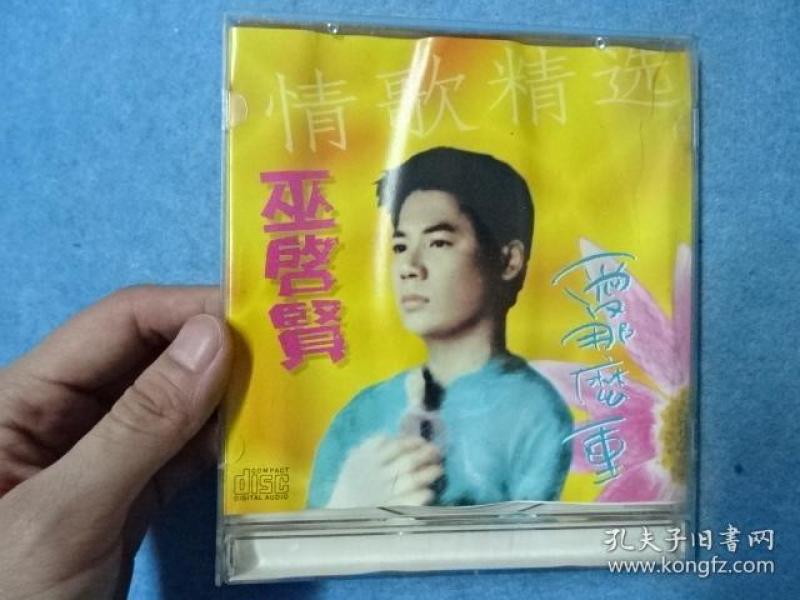 情歌精选
巫啓賢
愛那麼重
COMPACT
disc
DIGITAL AUDIO
孔夫子旧書网
www.kongfz.com